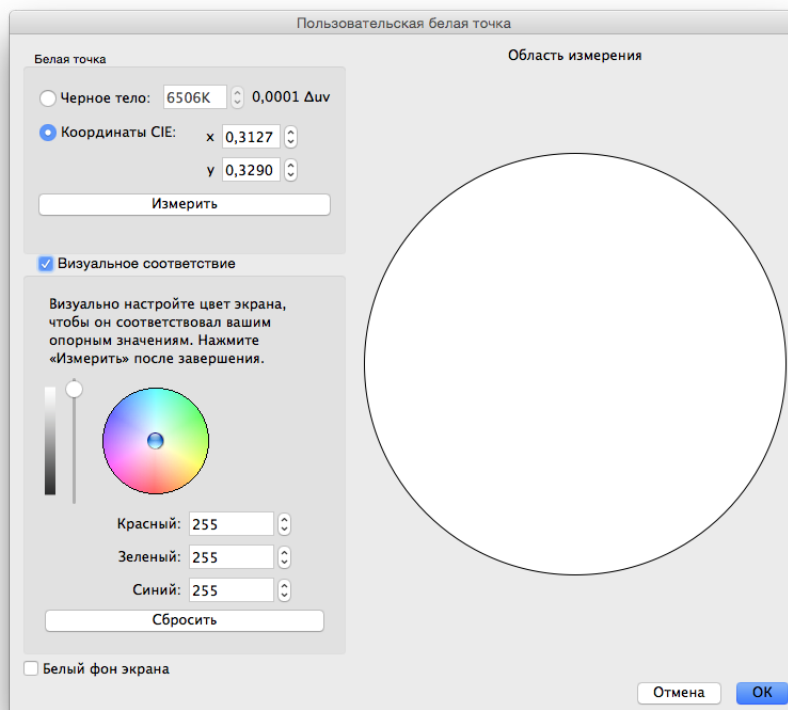 Пользовательская белая точка
Белая точка
Область измерения
Черное тело: 6506K 0,0001 Δuv
Координаты CIE: x 0,3127
y 0,3290
Измерить
Визуальное соответствие
Визуально настройте цвет экрана,
чтобы он соответствовал вашим
опорным значениям. Нажмите
«Измерить» после завершения.
Красный: 255
Зеленый: 255
Синий: 255
Сбросить
Белый фон экрана
Отмена
OK